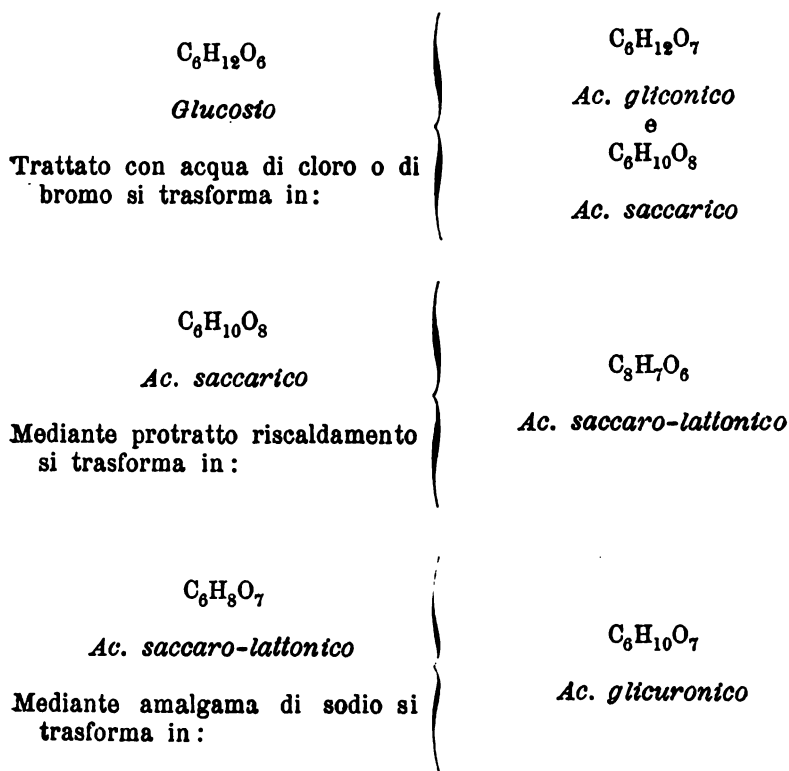 C₆H₁₂O₆
Glucosio
Trattato con acqua di cloro o di
bromo si trasforma in:
C₆H₁₂O₇
Ac. gliconico
e
C₆H₁₀O₈
Ac. saccarico
C₆H₁₀O₈
Ac. saccarico
Mediante protratto riscaldamento
si trasforma in:
C₈H₇O₆
Ac. saccaro-lattonico
C₆H₈O₇
Ac. saccaro-lattonico
Mediante amalgama di sodio si
trasforma in:
C₆H₁₀O₇
Ac. glicuronico